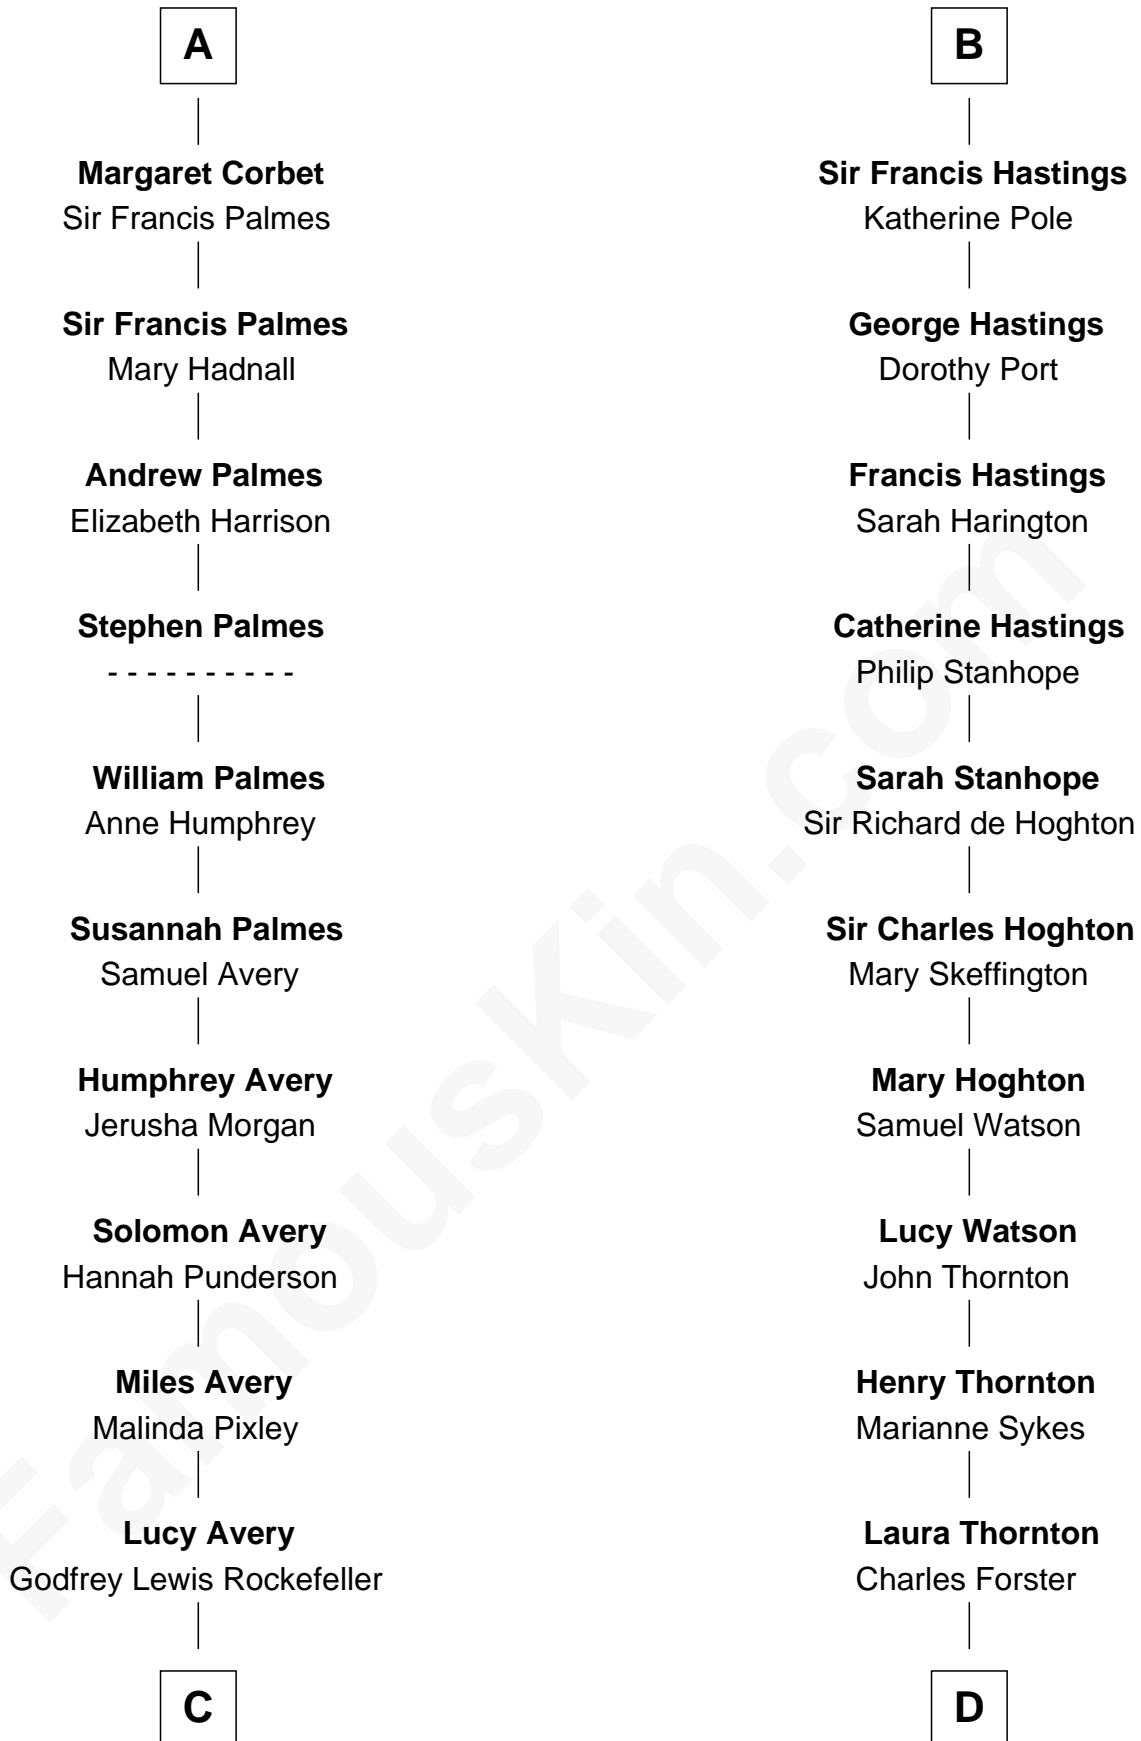 A
Margaret Corbet
Sir Francis Palmes
Sir Francis Palmes
Mary Hadnall
Andrew Palmes
Elizabeth Harrison
Stephen Palmes
- - - - - - - - - -
William Palmes
Anne Humphrey
Susannah Palmes
Samuel Avery
Humphrey Avery
Jerusha Morgan
Solomon Avery
Hannah Punderson
Miles Avery
Malinda Pixley
Lucy Avery
Godfrey Lewis Rockefeller
C
B
Sir Francis Hastings
Katherine Pole
George Hastings
Dorothy Port
Francis Hastings
Sarah Harington
Catherine Hastings
Philip Stanhope
Sarah Stanhope
Sir Richard de Hoghton
Sir Charles Hoghton
Mary Skeffington
Mary Hoghton
Samuel Watson
Lucy Watson
John Thornton
Henry Thornton
Marianne Sykes
Laura Thornton
Charles Forster
D
FamousKin.com